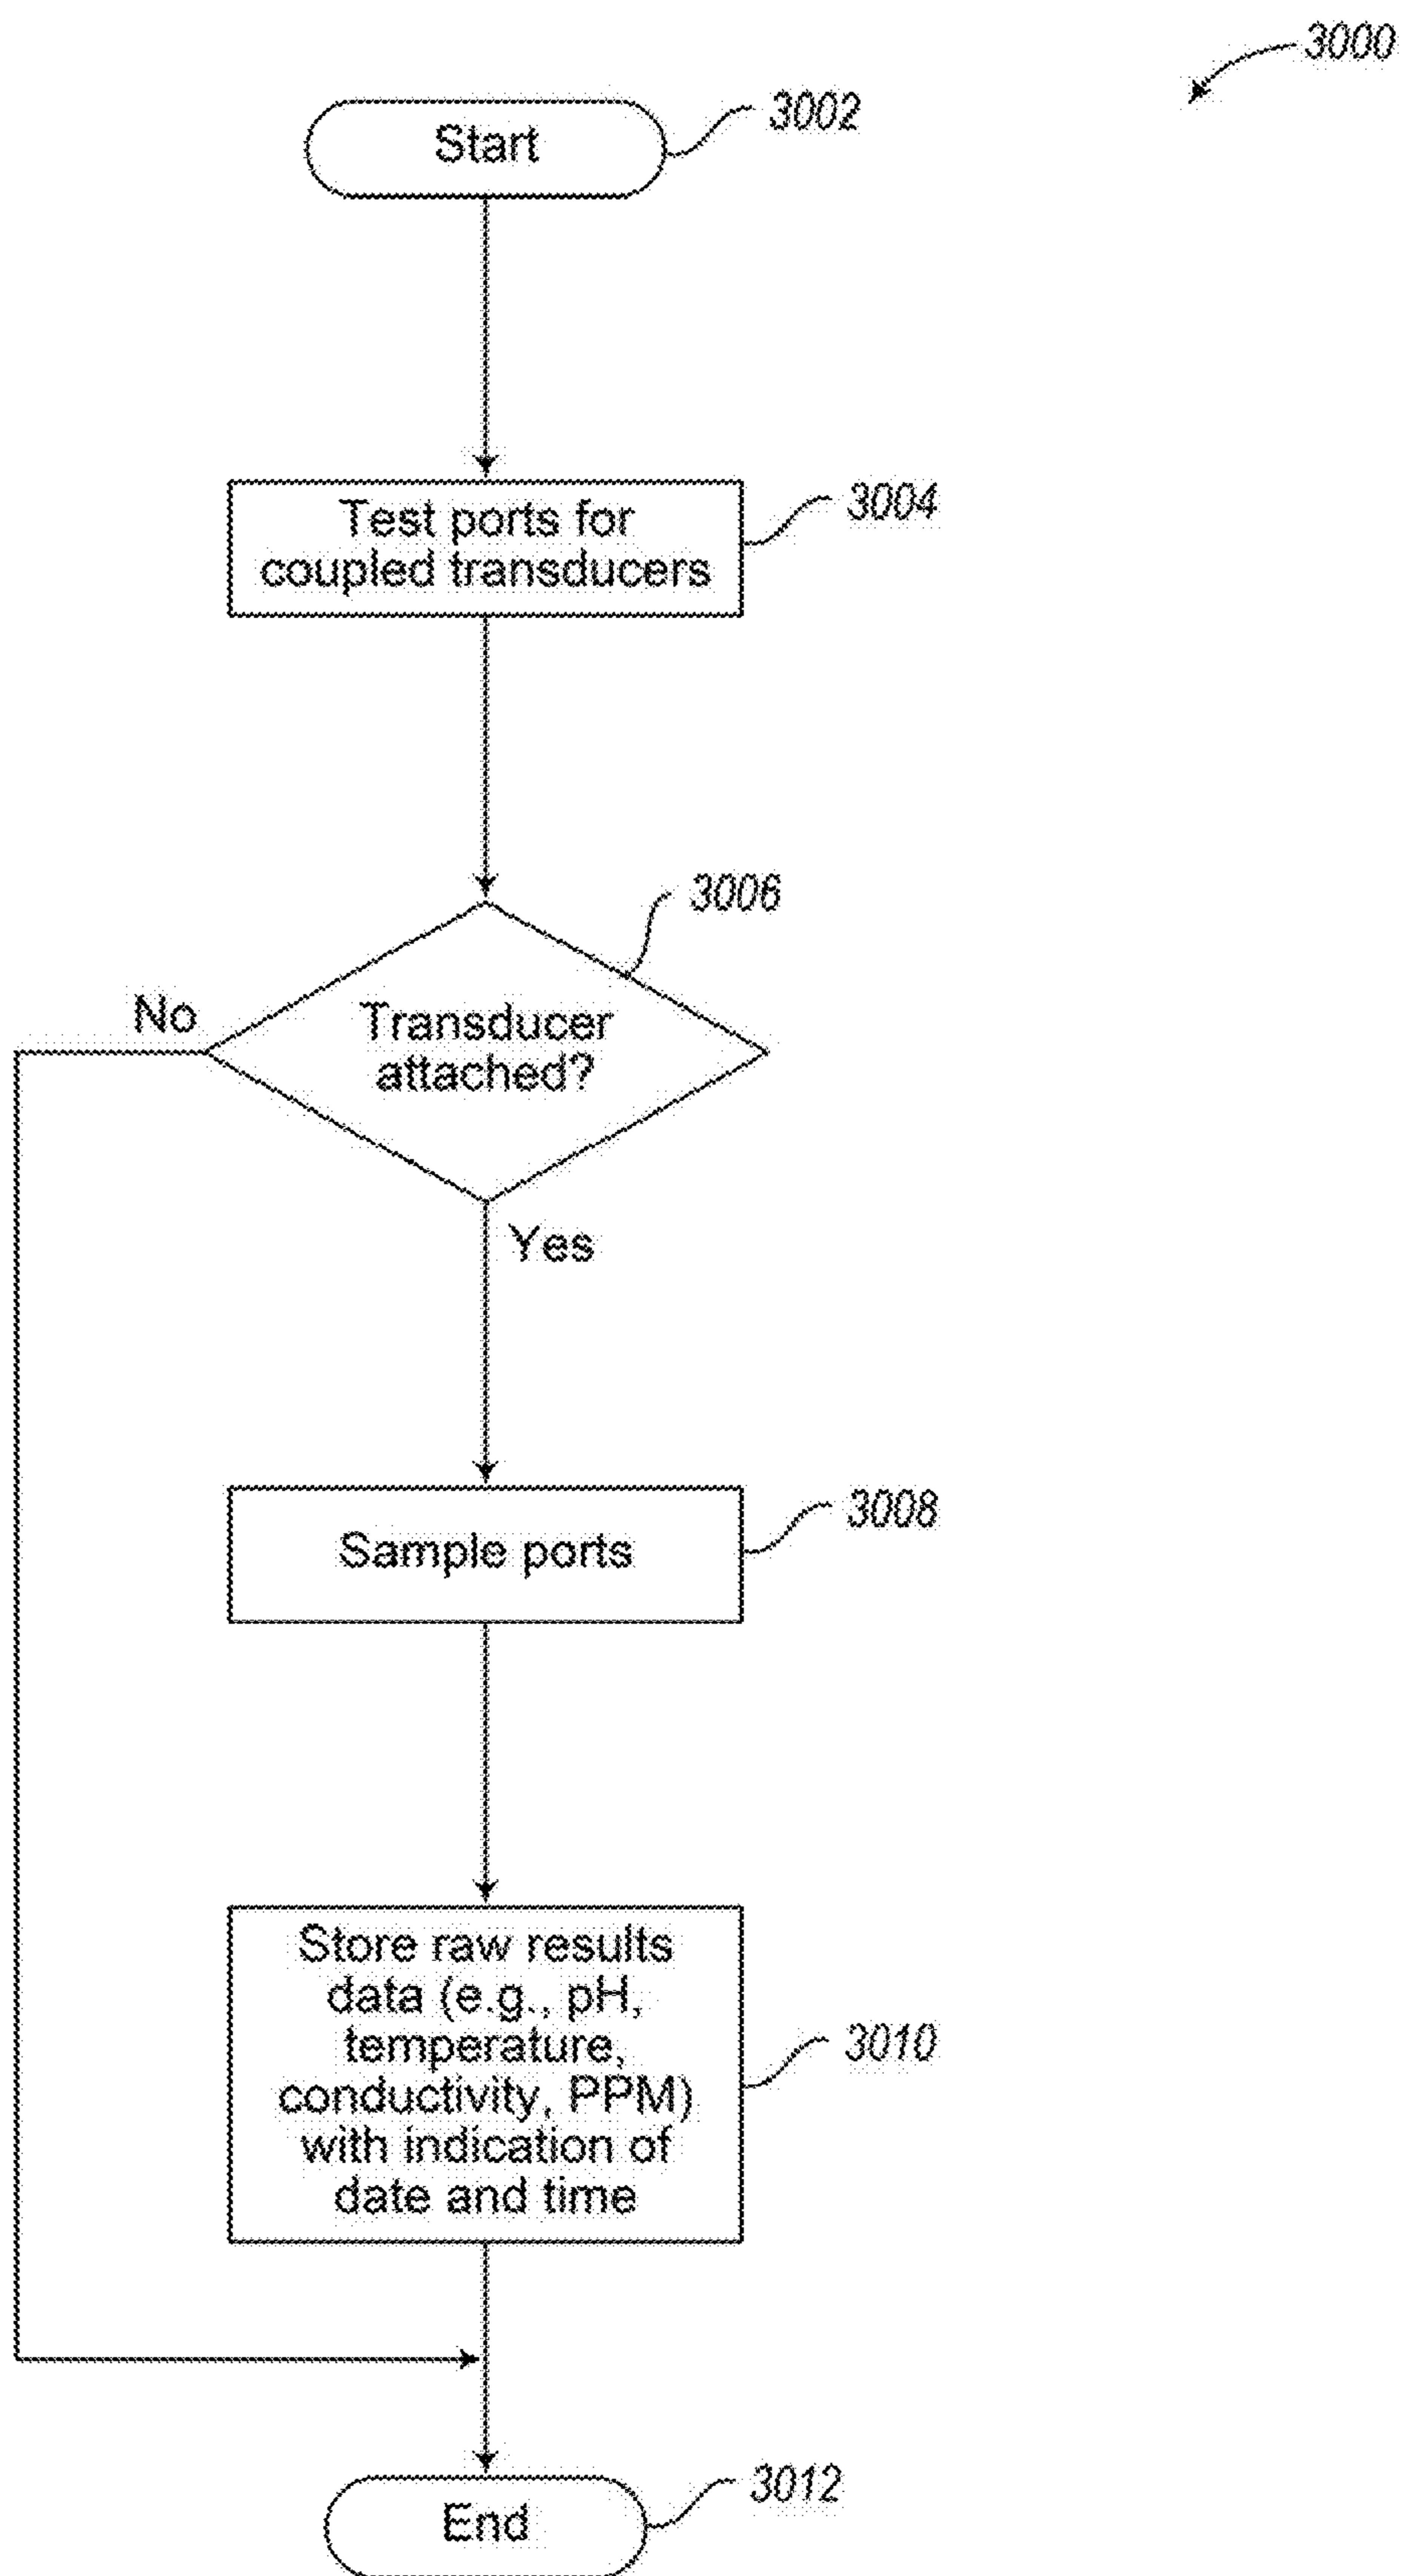 3000
Start
3002
Test ports for
coupled transducers
3004
3006
Transducer
attached?
No
Yes
Sample ports
3008
Store raw results
data (e.g., pH,
temperature,
conductivity, PPM)
with indication of
date and time
3010
End
3012